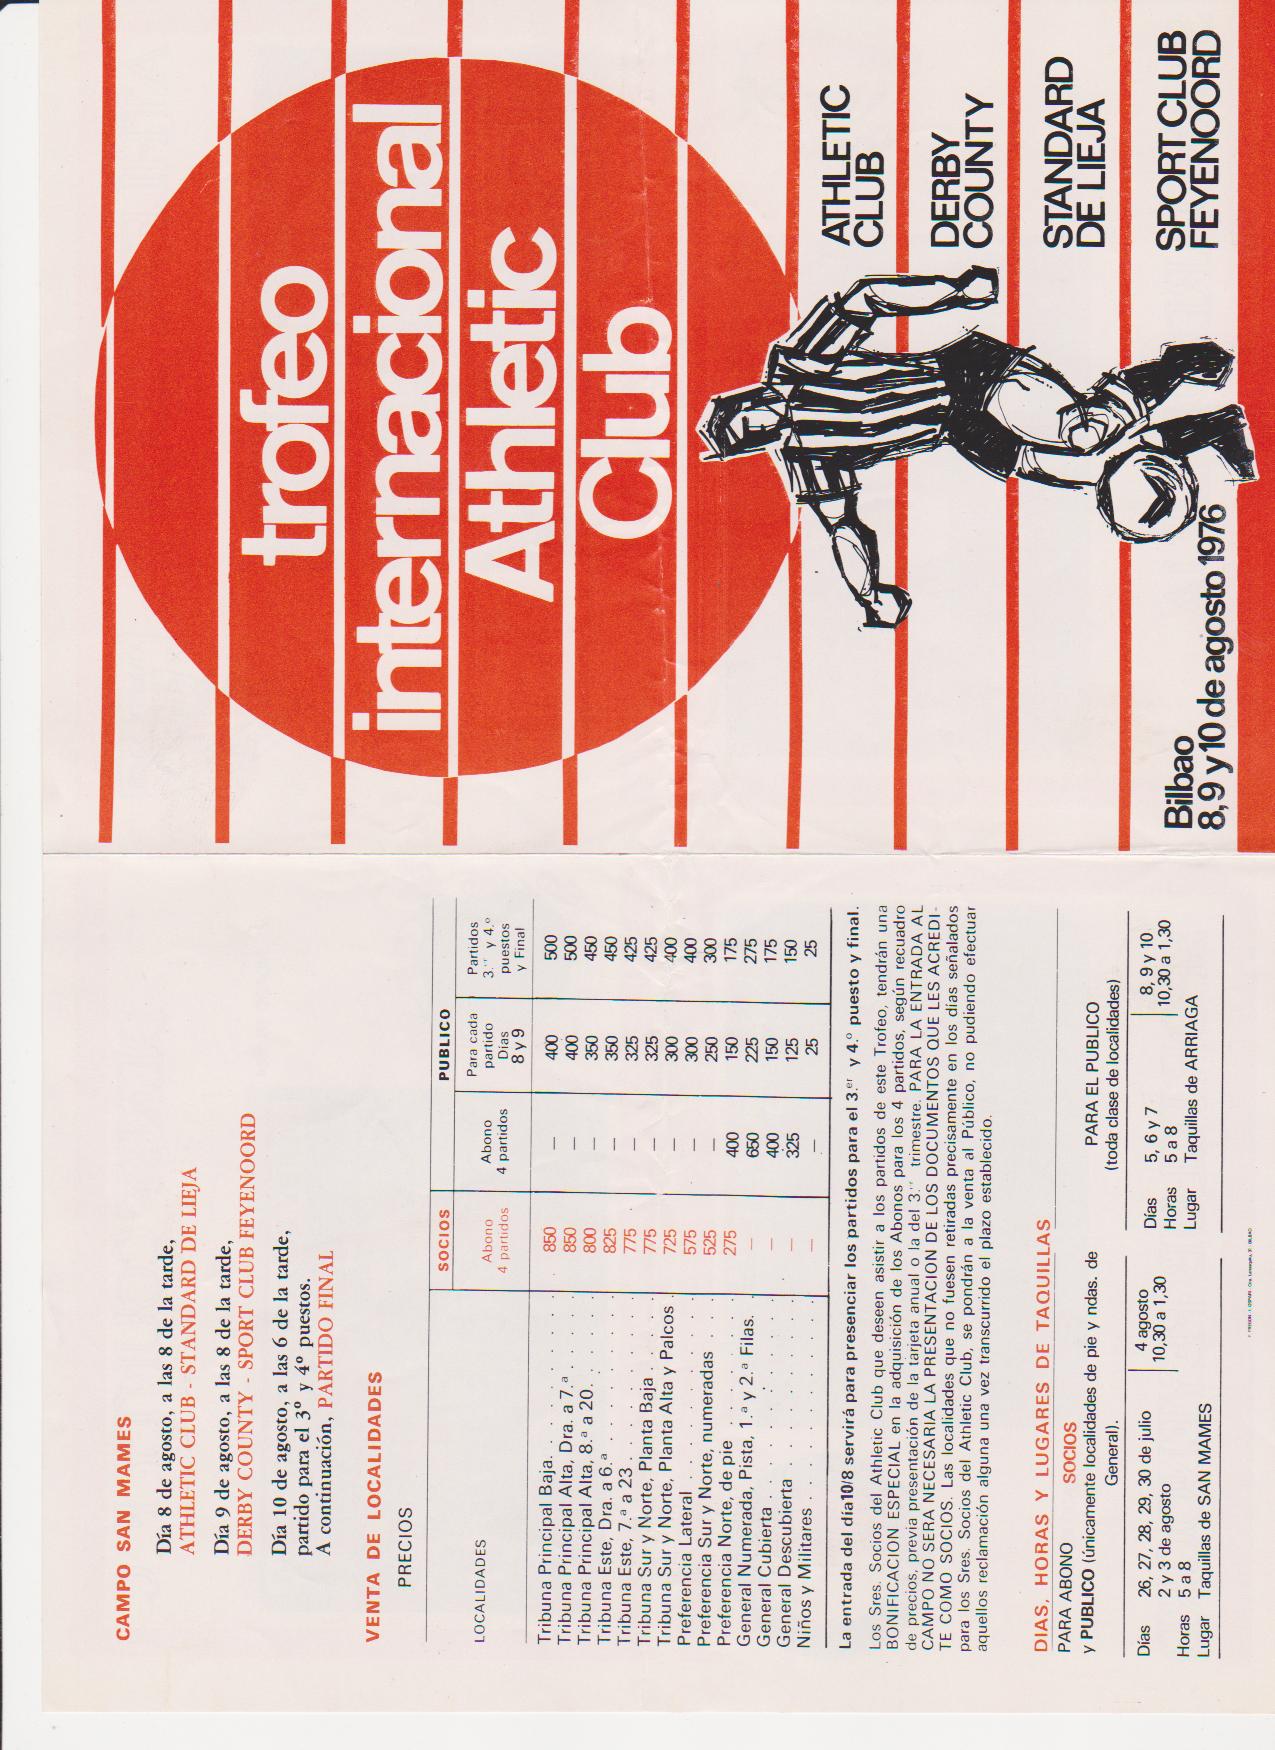 CAMPO SAN MAMES
Día 8 de agosto, a las 8 de la tarde,
ATHLETIC CLUB - STANDARD DE LIEJA
Día 9 de agosto, a las 8 de la tarde,
DERBY COUNTY - SPORT CLUB FEYENOORD
Día 10 de agosto, a las 6 de la tarde,
partido para el 3º y 4º puestos.
A continuación, PARTIDO FINAL
VENTA DE LOCALIDADES
PRECIOS
SOCIOS PUBLICO
LOCALIDADES Abono 4 partidos Abono 4 partidos Para cada partido Días 8 y 9 Partidos 3.er y 4.º puestos y Final
Tribuna Principal Baja. . . . . . . 850 — 400 500
Tribuna Principal Alta, Dra. a 7.ª . . . . 850 — 400 500
Tribuna Principal Alta, 8.ª a 20. . . . . 800 — 350 450
Tribuna Este, Dra. a 6.ª . . . . . . 825 — 350 450
Tribuna Este, 7.ª a 23. . . . . . . 775 — 325 425
Tribuna Sur y Norte, Planta Baja . . . . 775 — 325 425
Tribuna Sur y Norte, Planta Alta y Palcos . 725 — 300 400
Preferencia Lateral . . . . . . . . 575 — 300 400
Preferencia Sur y Norte, numeradas . . . 525 — 250 300
Preferencia Norte, de pie . . . . . . 275 400 150 175
General Numerada, Pista, 1.ª y 2.ª Filas. . — 650 225 275
General Cubierta . . . . . . . . . — 400 150 175
General Descubierta . . . . . . . . — 325 125 150
Niños y Militares . . . . . . . . . — — 25 25
La entrada del día 10/8 servirá para presenciar los partidos para el 3.er y 4.º puesto y final.
Los Sres. Socios del Athletic Club que deseen asistir a los partidos de este Trofeo, tendrán una
BONIFICACION ESPECIAL en la adquisición de los Abonos para los 4 partidos, según recuadro
de precios, previa presentación de la tarjeta anual o la del 3.er trimestre. PARA LA ENTRADA AL
CAMPO NO SERA NECESARIA LA PRESENTACION DE LOS DOCUMENTOS QUE LES ACREDI-
TE COMO SOCIOS. Las localidades que no fuesen retiradas precisamente en los días señalados
para los Sres. Socios del Athletic Club, se pondrán a la venta al Público, no pudiendo efectuar
aquellos reclamación alguna una vez transcurrido el plazo establecido.
DIAS, HORAS Y LUGARES DE TAQUILLAS
PARA ABONO SOCIOS
y PUBLICO (únicamente localidades de pie y ndas. de
General).
Días 26, 27, 28, 29, 30 de julio 4 agosto
2 y 3 de agosto 10,30 a 1,30
Horas 5 a 8
Lugar Taquillas de SAN MAMES
PARA EL PUBLICO
(toda clase de localidades)
Días 5, 6 y 7 8, 9 y 10
Horas 5 a 8 10,30 a 1,30
Lugar Taquillas de ARRIAGA
trofeo
internacional
Athletic
Club
ATHLETIC
CLUB
DERBY
COUNTY
STANDARD
DE LIEJA
SPORT CLUB
FEYENOORD
Bilbao
8, 9 y 10 de agosto 1976